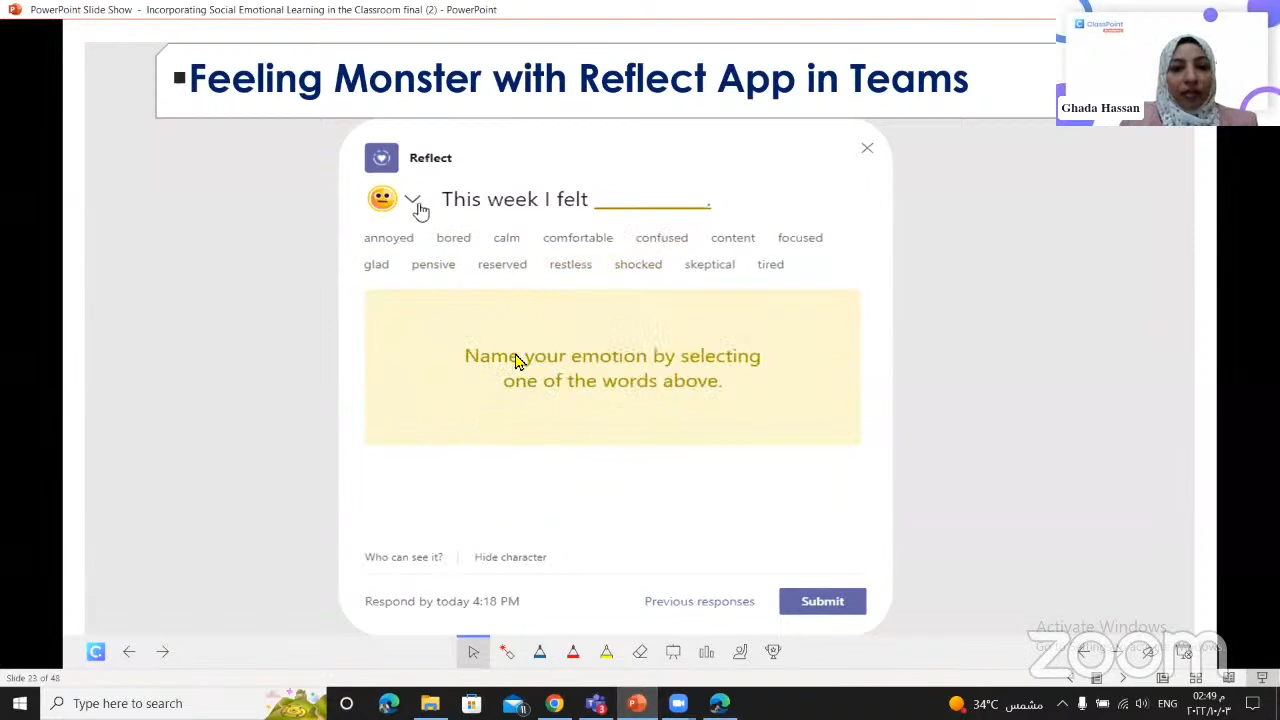 PowerPoint Slide Show - Incorporating Social Emotional Learning in the Classroom final (2) - PowerPoint
ClassPoint
Ghada Hassan
▪Feeling Monster with Reflect App in Teams
Reflect
This week I felt __________.
annoyed bored calm comfortable confused content focused
glad pensive reserved restless shocked skeptical tired
Name your emotion by selecting
one of the words above.
Who can see it? | Hide character
Respond by today 4:18 PM
Previous responses
Submit
Activate Windows
zoom
Slide 23 of 48
Type here to search
34°C
ENG
02:49 م